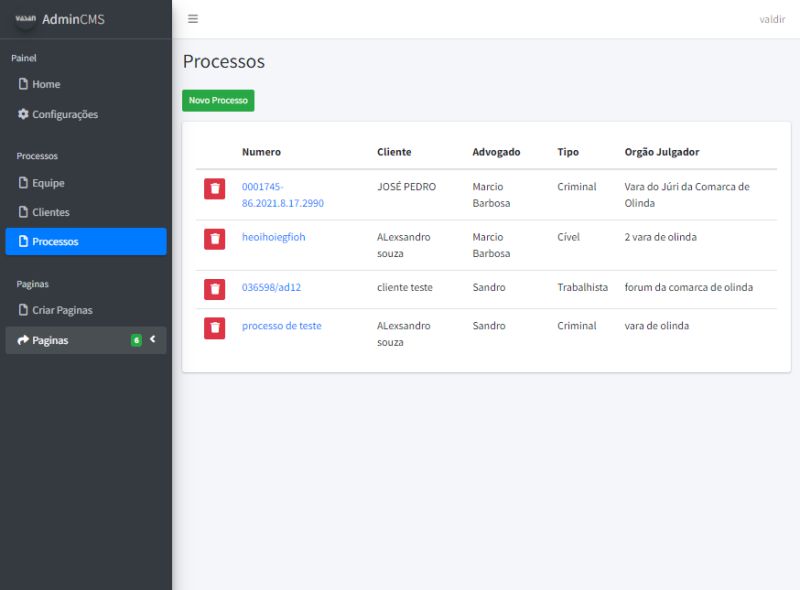 vasan AdminCMS
valdir
Painel
Home
Configurações
Processos
Equipe
Clientes
Processos
Paginas
Criar Paginas
Paginas 6
Processos
Novo Processo
Numero Cliente Advogado Tipo Orgão Julgador
0001745- JOSÉ PEDRO Marcio Criminal Vara do Júri da Comarca de
86.2021.8.17.2990 Barbosa Olinda
heoihoiegfioh ALexsandro Marcio Cível 2 vara de olinda
souza Barbosa
036598/ad12 cliente teste Sandro Trabalhista forum da comarca de olinda
processo de teste ALexsandro Sandro Criminal vara de olinda
souza